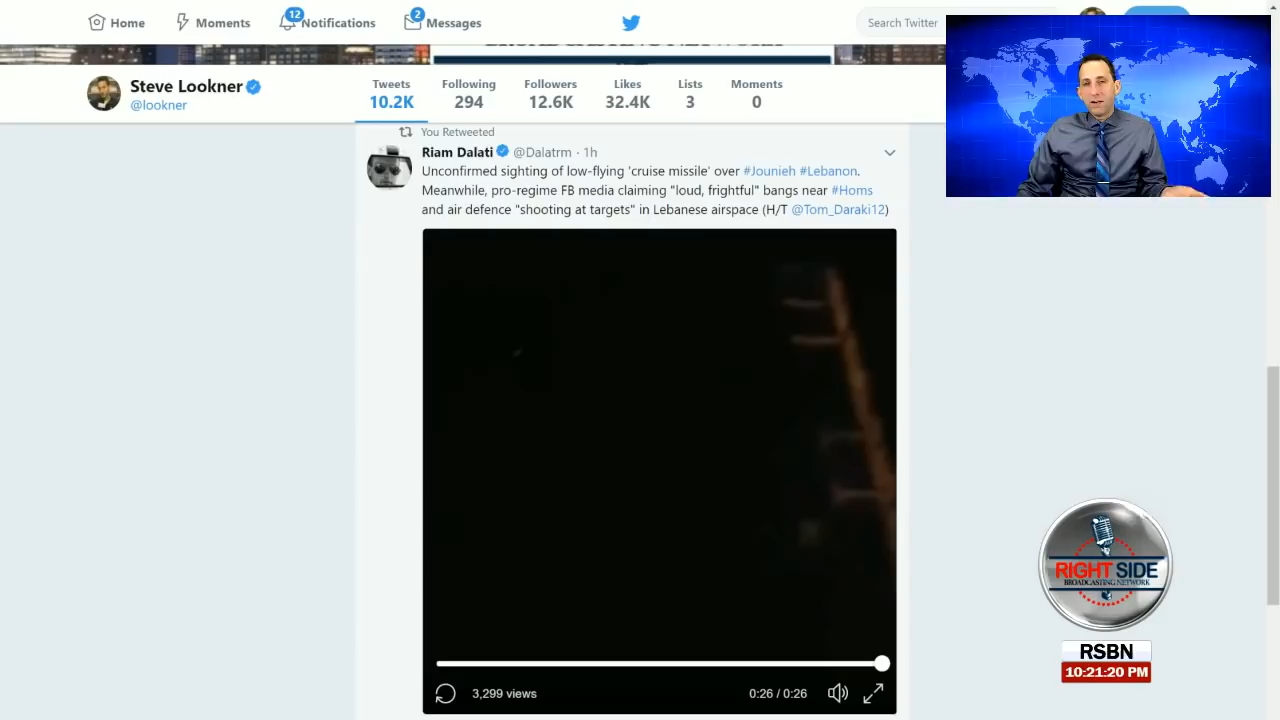 Home
Moments
12
Notifications
2
Messages
Search Twitter
Steve Lookner
@lookner
Tweets
10.2K
Following
294
Followers
12.6K
Likes
32.4K
Lists
3
Moments
0
You Retweeted
Riam Dalati @Dalatrm · 1h
Unconfirmed sighting of low-flying 'cruise missile' over #Jounieh #Lebanon.
Meanwhile, pro-regime FB media claiming "loud, frightful" bangs near #Homs
and air defence "shooting at targets" in Lebanese airspace (H/T @Tom_Daraki12)
3,299 views
0:26 / 0:26
RIGHT SIDE
BROADCASTING NETWORK
RSBN
10:21:20 PM